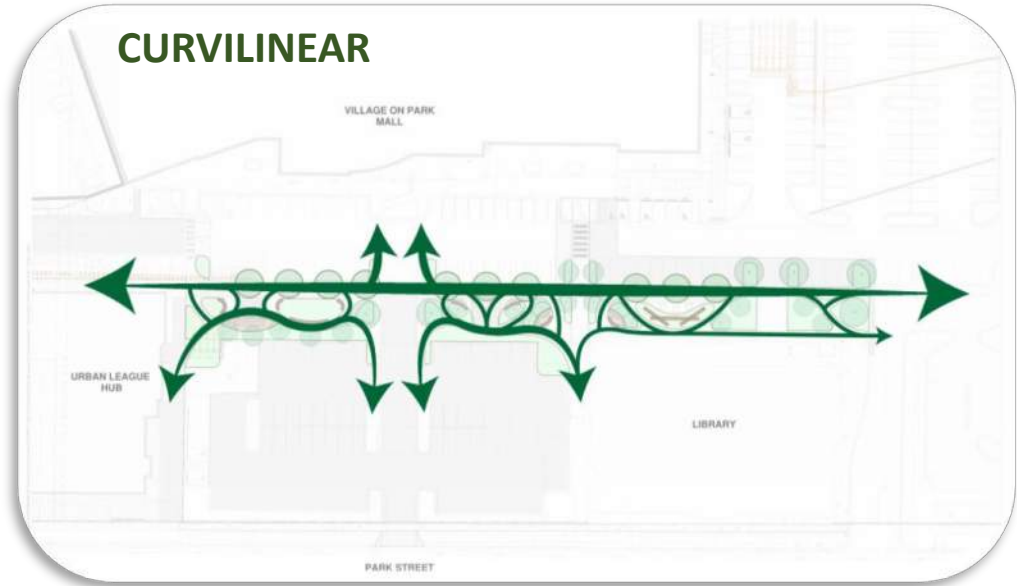 CURVILINEAR
VILLAGE ON PARK
MALL
URBAN LEAGUE
HUB
LIBRARY
PARK STREET